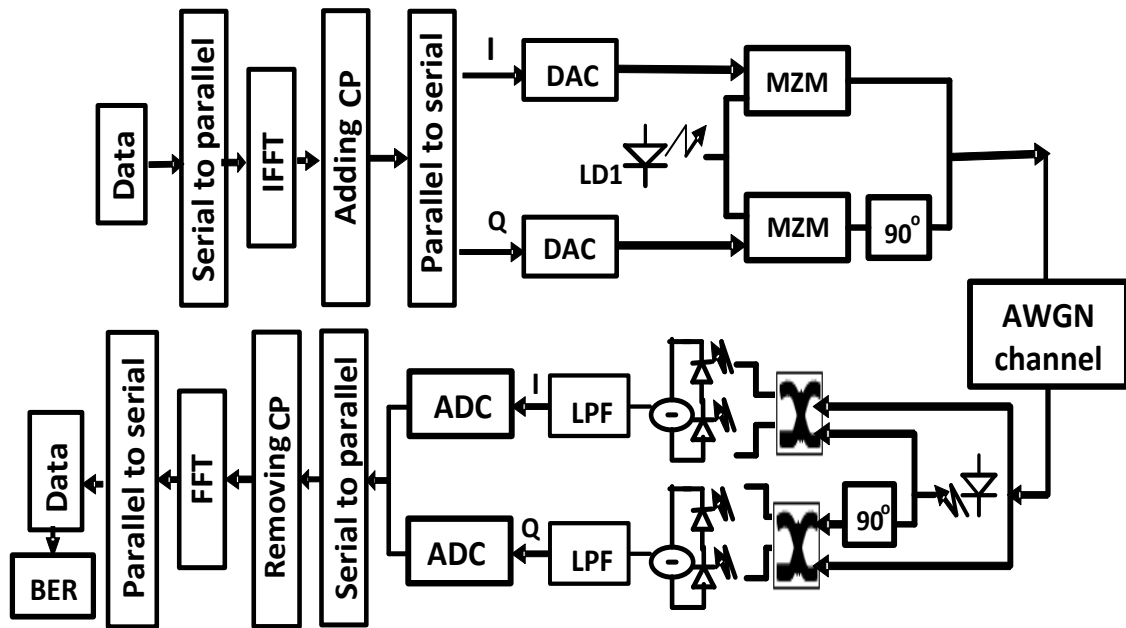 Data
Serial to parallel
IFFT
Adding CP
Parallel to serial
I
DAC
MZM
LD1
Q
DAC
MZM
90°
AWGN
channel
Data
BER
Parallel to serial
FFT
Removing CP
Serial to parallel
ADC
I
LPF
-
ADC
Q
LPF
-
90°